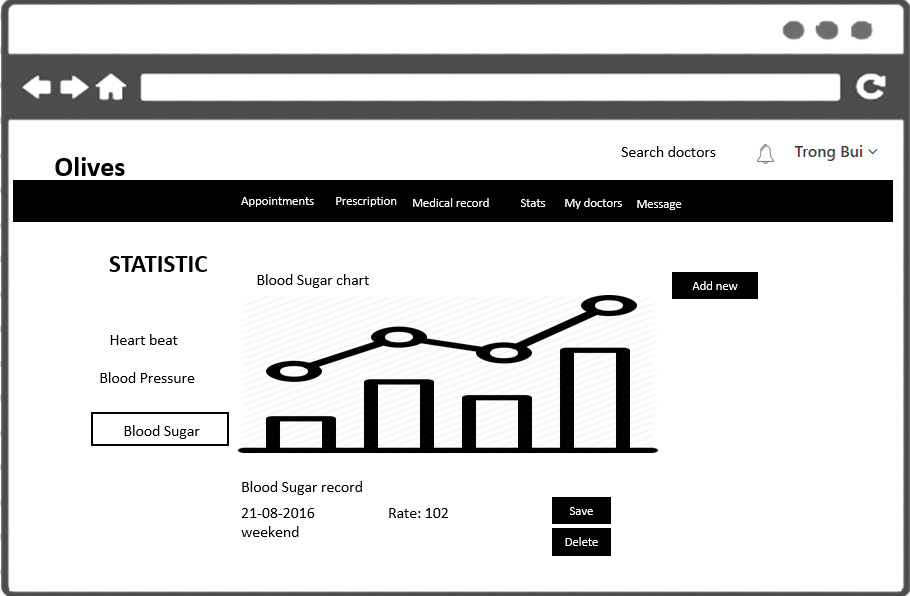 Search doctors
Trong Bui
Olives
Appointments Prescription Medical record Stats My doctors Message
STATISTIC
Blood Sugar chart
Add new
Heart beat
Blood Pressure
Blood Sugar
Blood Sugar record
21-08-2016 Rate: 102
weekend
Save
Delete